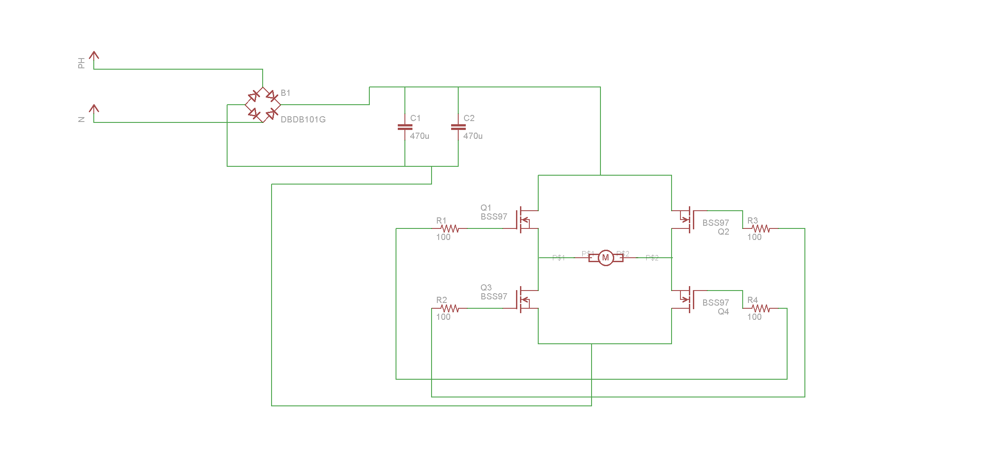 PH
B1
N
DBDB101G
C1
470u
C2
470u
Q1
BSS97
R1
100
BSS97
Q2
R3
100
P$1
P$1
M
P$2
P$2
Q3
BSS97
R2
100
BSS97
Q4
R4
100